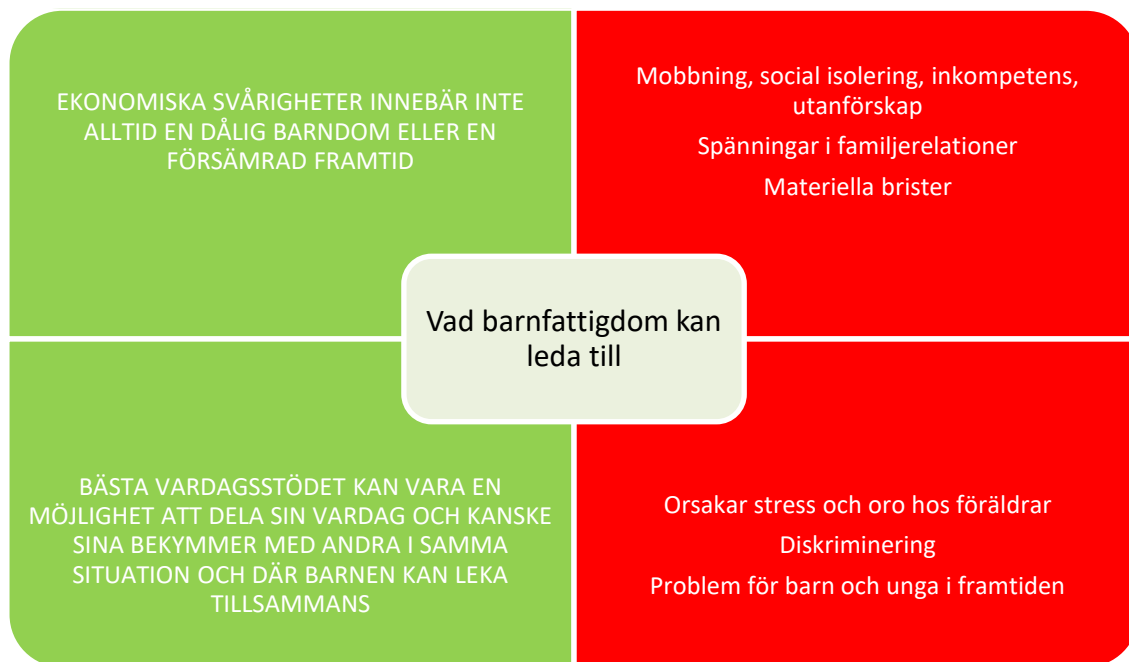 EKONOMISKA SVÅRIGHETER INNEBÄR INTE
ALLTID EN DÅLIG BARNDOM ELLER EN
FÖRSÄMRAD FRAMTID
Mobbning, social isolering, inkompetens,
utanförskap
Spänningar i familjerelationer
Materiella brister
Vad barnfattigdom kan
leda till
BÄSTA VARDAGSSTÖDET KAN VARA EN
MÖJLIGHET ATT DELA SIN VARDAG OCH KANSKE
SINA BEKYMMER MED ANDRA I SAMMA
SITUATION OCH DÄR BARNEN KAN LEKA
TILLSAMMANS
Orsakar stress och oro hos föräldrar
Diskriminering
Problem för barn och unga i framtiden